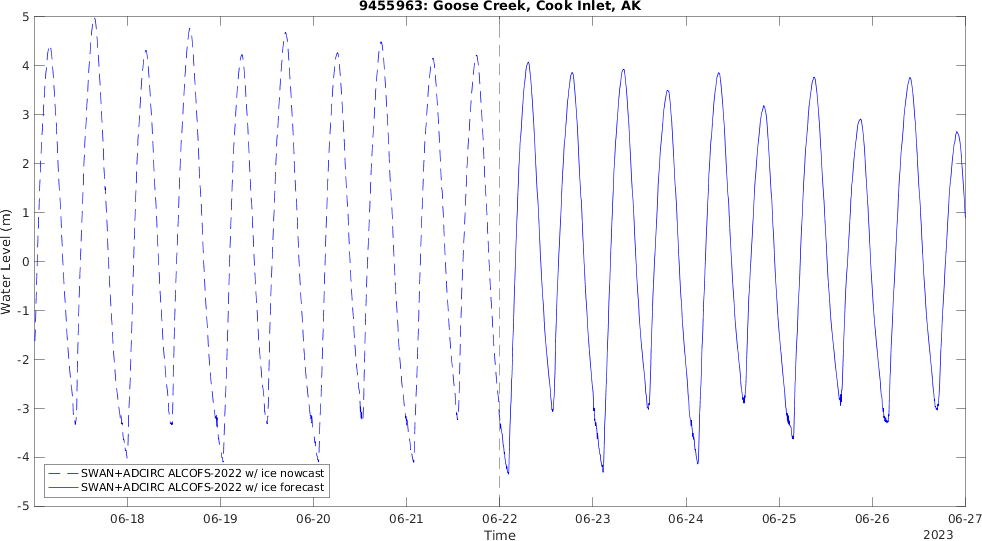 9455963: Goose Creek, Cook Inlet, AK
5
4
3
2
1
0
-1
-2
-3
-4
-5
Water Level (m)
SWAN+ADCIRC ALCOFS-2022 w/ ice nowcast
SWAN+ADCIRC ALCOFS-2022 w/ ice forecast
06-18 06-19 06-20 06-21 06-22 06-23 06-24 06-25 06-26 06-27
Time
2023